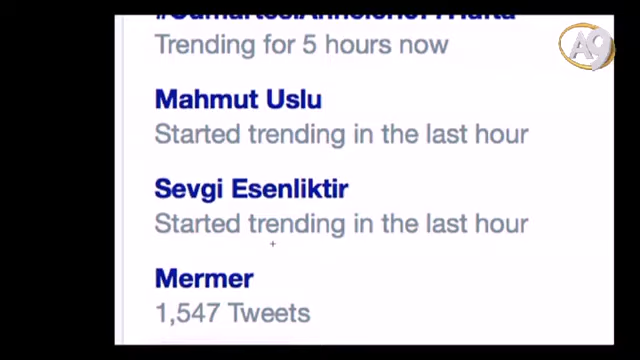 Trending for 5 hours now
A9
Mahmut Uslu
Started trending in the last hour
Sevgi Esenliktir
Started trending in the last hour
Mermer
1,547 Tweets